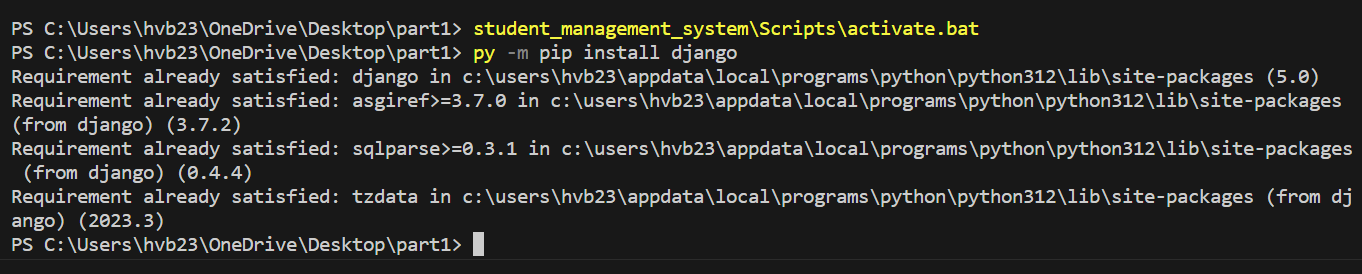 PS C:\Users\hvb23\OneDrive\Desktop\part1> student_management_system\Scripts\activate.bat
PS C:\Users\hvb23\OneDrive\Desktop\part1> py -m pip install django
Requirement already satisfied: django in c:\users\hvb23\appdata\local\programs\python\python312\lib\site-packages (5.0)
Requirement already satisfied: asgiref>=3.7.0 in c:\users\hvb23\appdata\local\programs\python\python312\lib\site-packages
(from django) (3.7.2)
Requirement already satisfied: sqlparse>=0.3.1 in c:\users\hvb23\appdata\local\programs\python\python312\lib\site-packages
 (from django) (0.4.4)
Requirement already satisfied: tzdata in c:\users\hvb23\appdata\local\programs\python\python312\lib\site-packages (from dj
ango) (2023.3)
PS C:\Users\hvb23\OneDrive\Desktop\part1>